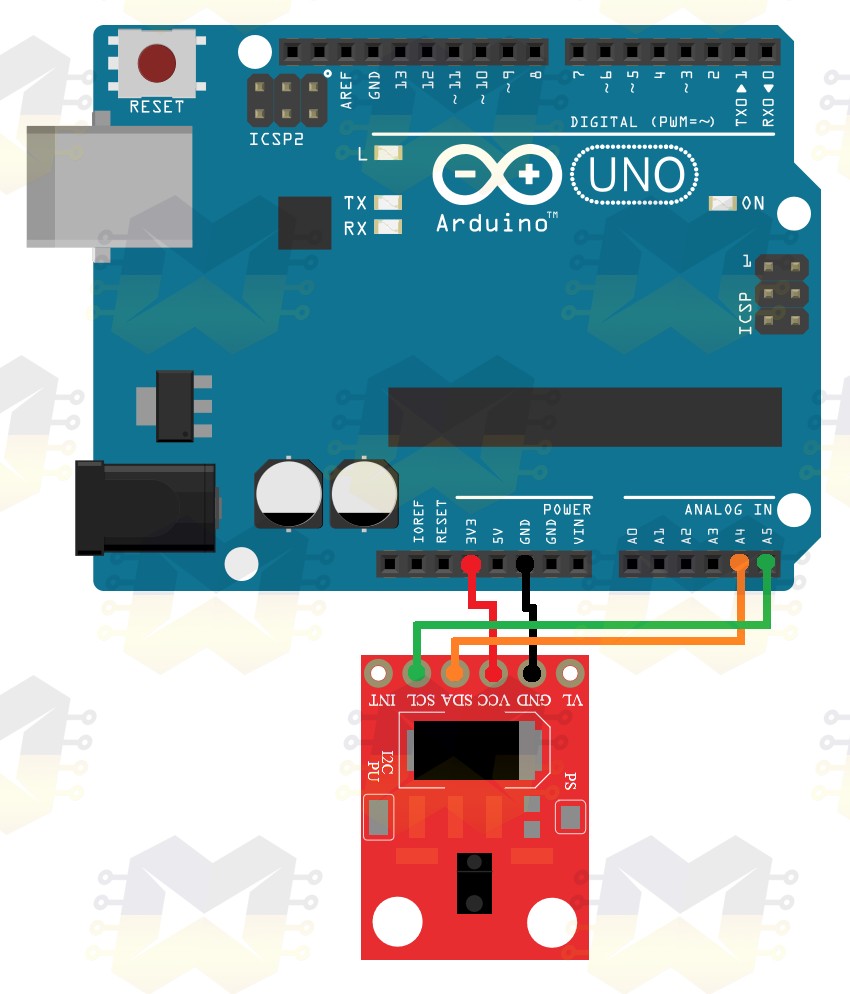 RESET
ICSP2
AREF
GND
13
12
~11
~10
~9
8
7
~6
~5
4
~3
2
TX0▶1
RX0◀0
DIGITAL (PWM=~)
L
TX
RX
UNO
Arduino™
ON
1
ICSP
IOREF
RESET
3V3
5V
GND
GND
VIN
POWER
ANALOG IN
A0
A1
A2
A3
A4
A5
INT
SCL
SDA
VCC
GND
VL
I2C
PU
PS